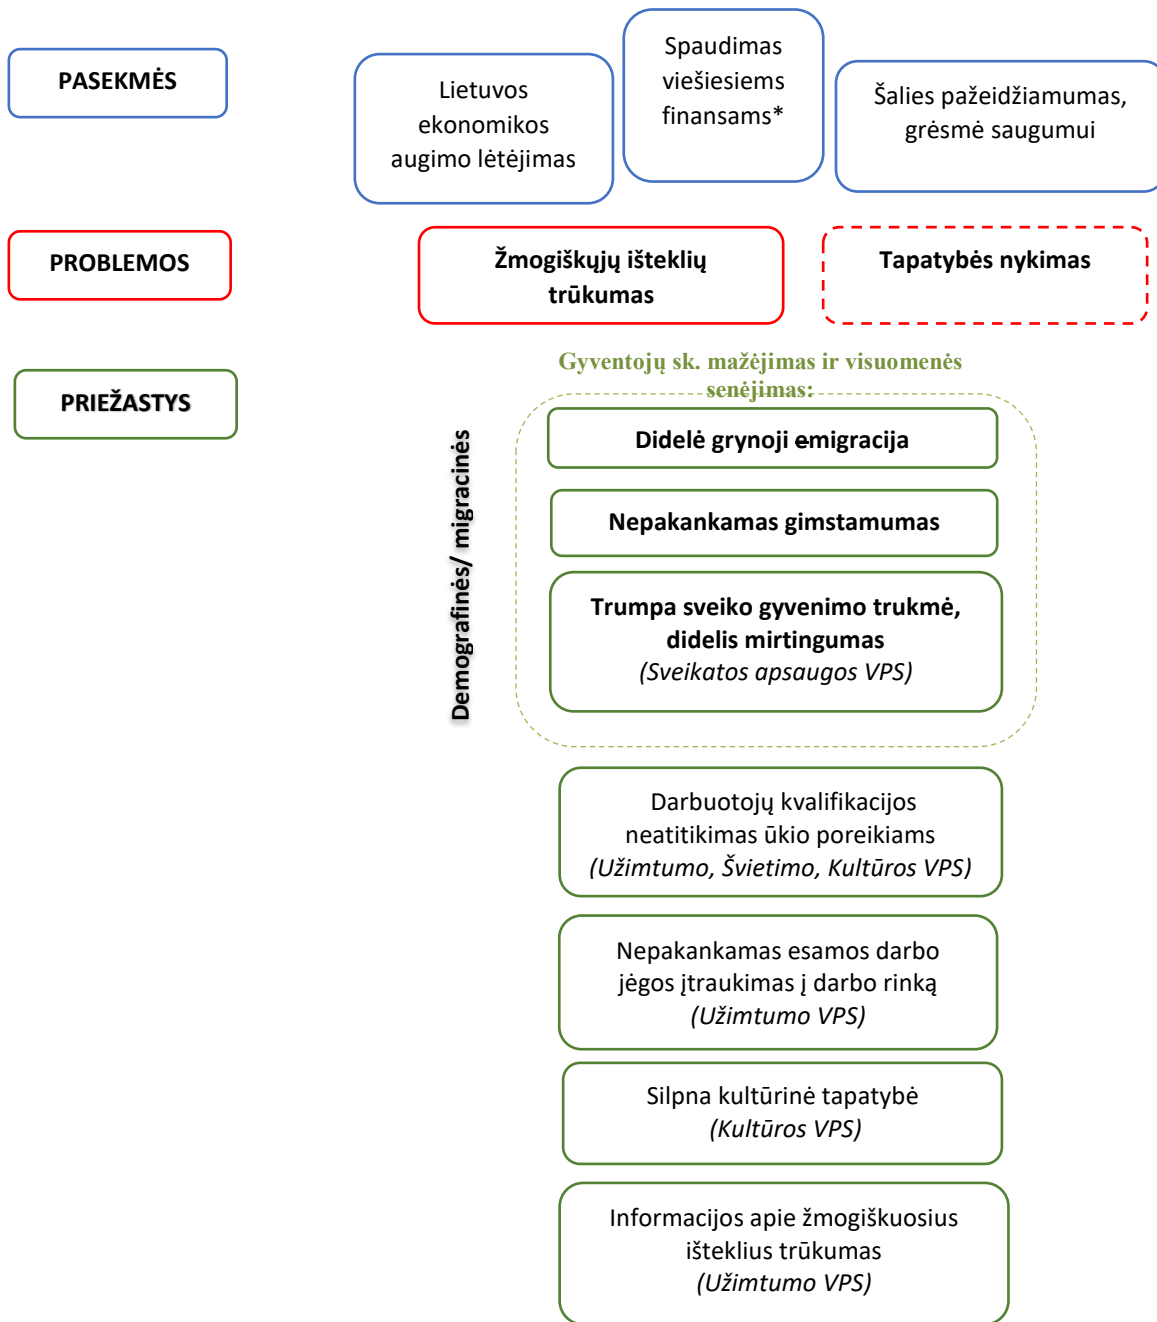 PASEKMĖS
Lietuvos
ekonomikos
augimo lėtėjimas
Spaudimas
viešiesiems
finansams*
Šalies pažeidžiamumas,
grėsmė saugumui
PROBLEMOS
Žmogiškųjų išteklių
trūkumas
Tapatybės nykimas
PRIEŽASTYS
Gyventojų sk. mažėjimas ir visuomenės
senėjimas:
Demografinės/ migracinės
Didelė grynoji emigracija
Nepakankamas gimstamumas
Trumpa sveiko gyvenimo trukmė,
didelis mirtingumas
(Sveikatos apsaugos VPS)
Darbuotojų kvalifikacijos
neatitikimas ūkio poreikiams
(Užimtumo, Švietimo, Kultūros VPS)
Nepakankamas esamos darbo
jėgos įtraukimas į darbo rinką
(Užimtumo VPS)
Silpna kultūrinė tapatybė
(Kultūros VPS)
Informacijos apie žmogiškuosius
išteklius trūkumas
(Užimtumo VPS)